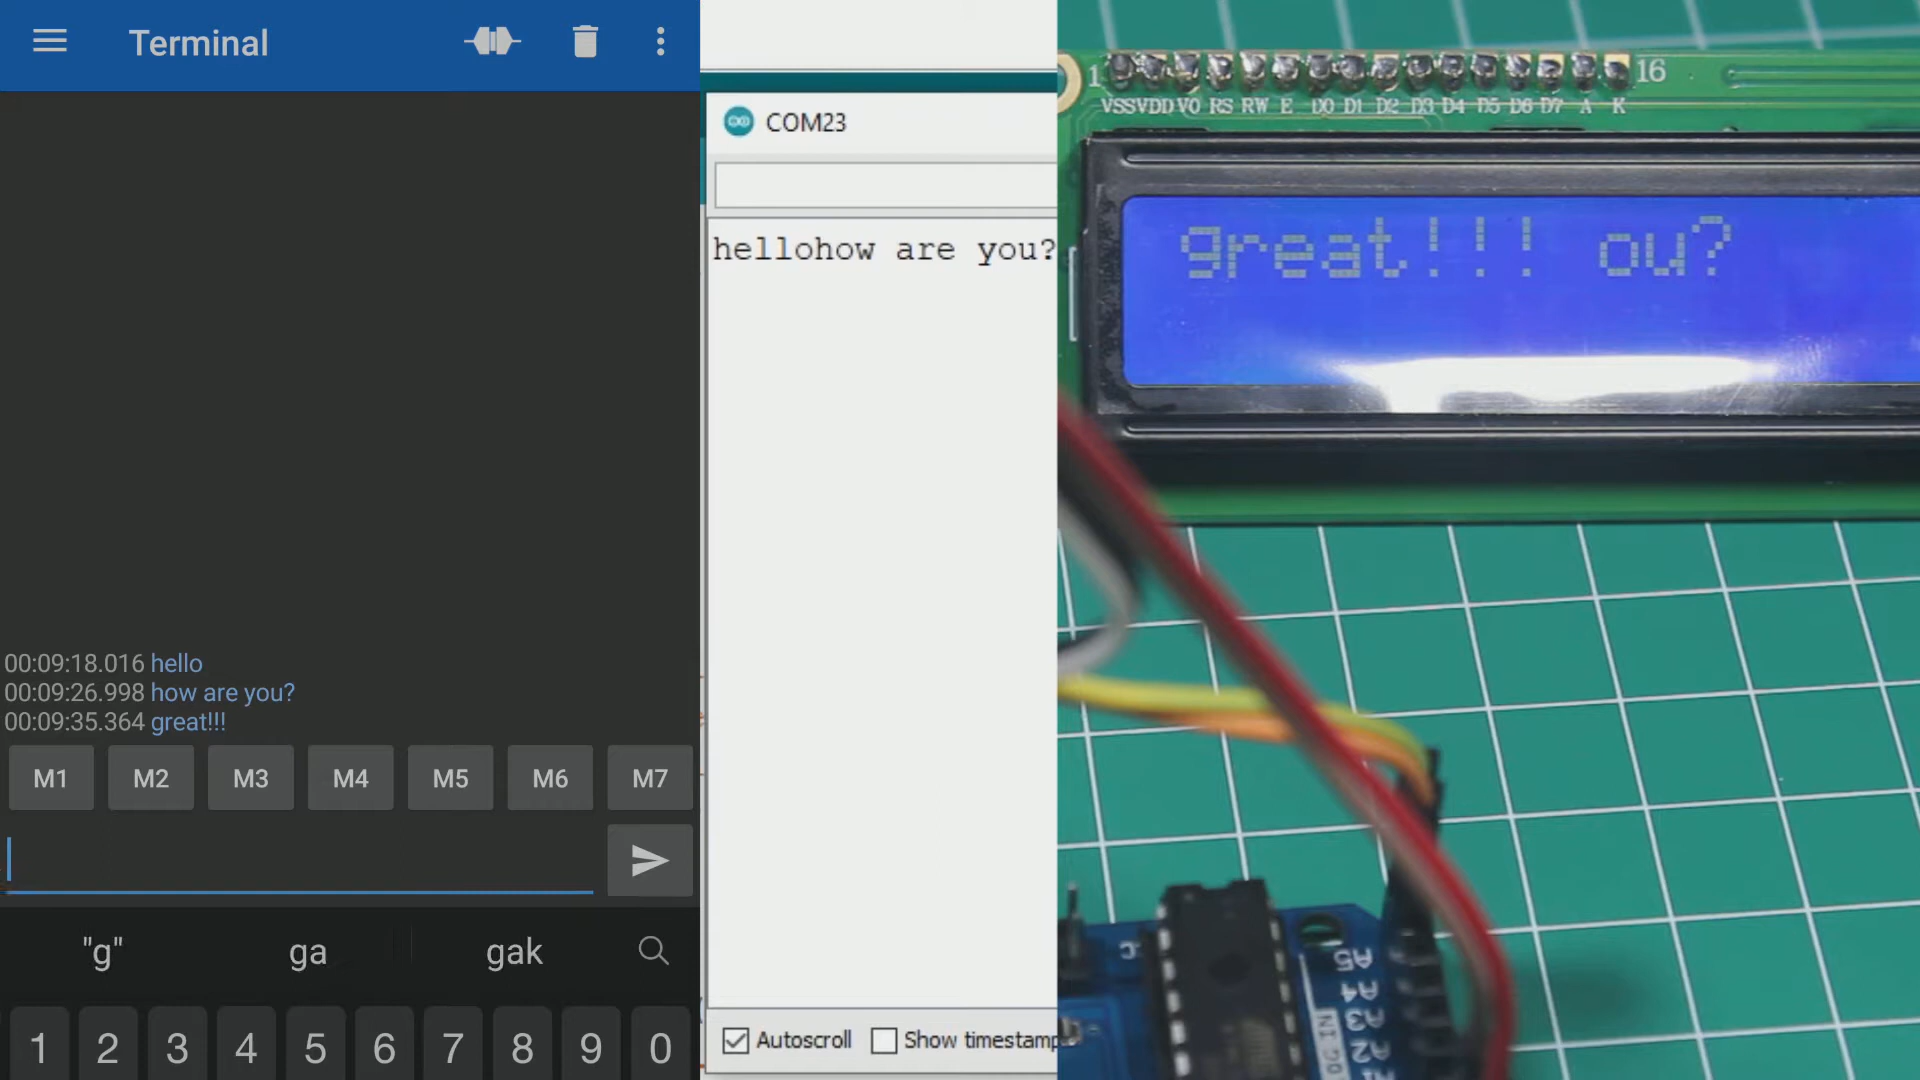 Terminal
00:09:18.016 hello
00:09:26.998 how are you?
00:09:35.364 great!!!
M1 M2 M3 M4 M5 M6 M7
"g" ga gak
1 2 3 4 5 6 7 8 9 0
COM23
hellohow are you?
Autoscroll Show timestamp
1 16
VSS VDD V0 RS RW E D0 D1 D2 D3 D4 D5 D6 D7 A K
great!!! ou?
A5
A4
A3
A2